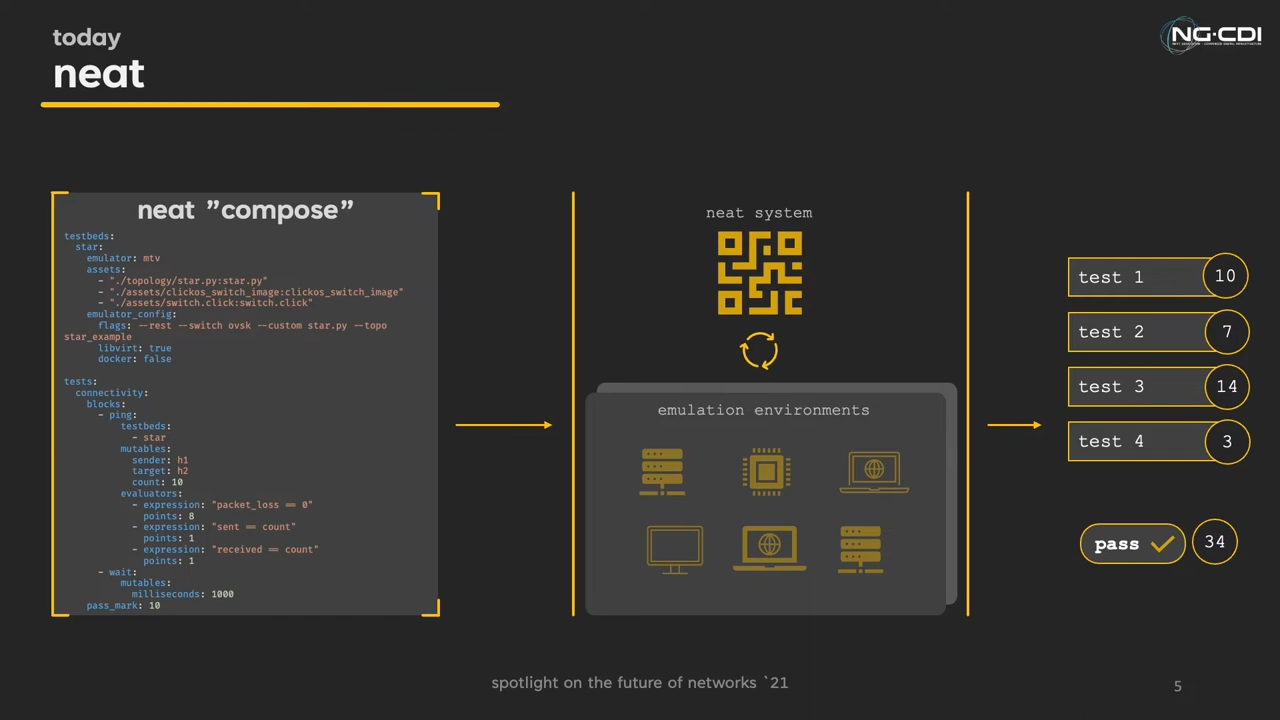 today
neat
NG-CDI
neat ”compose”
testbeds:
star:
emulator: mtv
assets:
- "./topology/star.py:star.py"
- "./assets/clickos_switch_image:clickos_switch_image"
- "./assets/switch.click:switch.click"
emulator_config:
flags: --rest --switch ovsk --custom star.py --topo
star_example
libvirt: true
docker: false
tests:
connectivity:
blocks:
- ping:
testbeds:
- star
mutables:
sender: h1
target: h2
count: 10
evaluators:
- expression: "packet_loss == 0"
points: 8
- expression: "sent == count"
points: 1
- expression: "received == count"
points: 1
- wait:
mutables:
milliseconds: 1000
pass_mark: 10
neat system
emulation environments
test 1 10
test 2 7
test 3 14
test 4 3
pass 34
spotlight on the future of networks `21
5